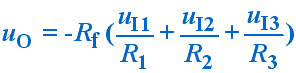 u_O = -R_f (u_I1/R_1 + u_I2/R_2 + u_I3/R_3)